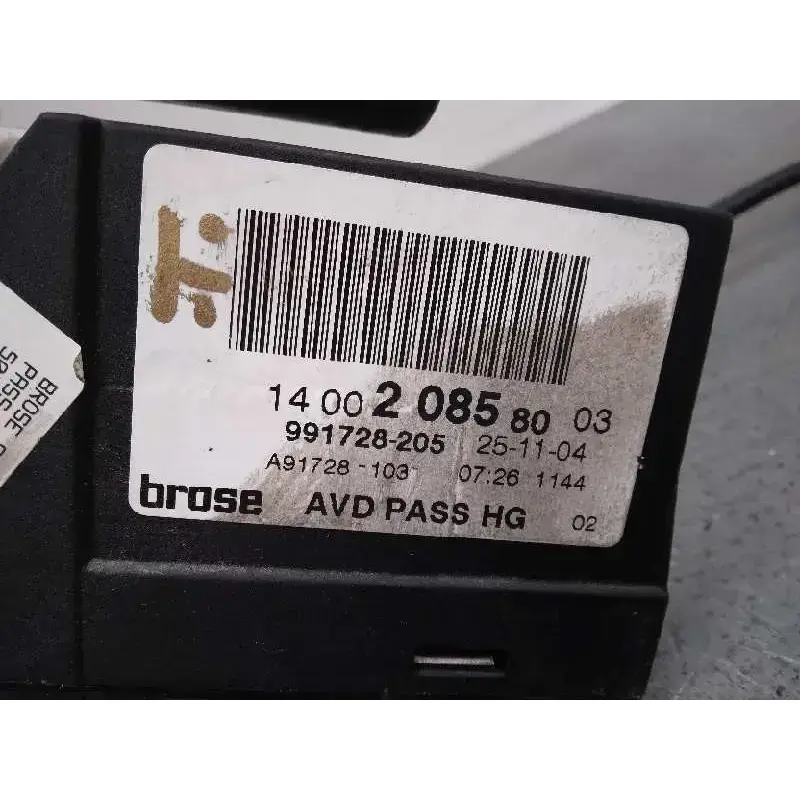 14 00 2 085 80 03
991728-205 25-11-04
A91728-103 07:26 1144
brose AVD PASS HG 02
BROSE
PASS